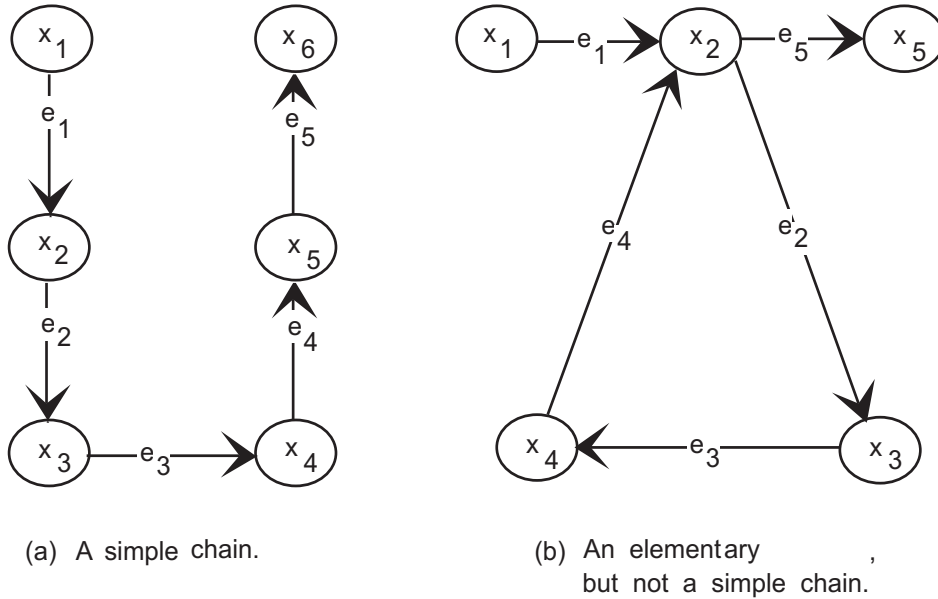 x1
x6
e1
e5
x2
x5
e2
e4
x3
e3
x4
x1
e1
x2
e5
x5
e4
e2
x4
e3
x3
(a) A simple chain.
(b) An elementary ,
but not a simple chain.